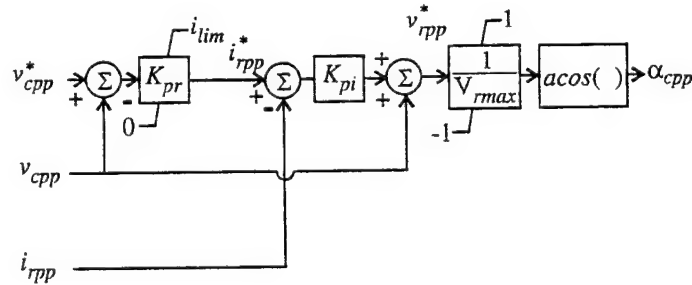 v*rpp 1
ilim
i*rpp
v*cpp Σ - Kpr Σ Kpi + Σ 1/Vrmax acos( ) αcpp
+ + + - +
0 -1
vcpp
irpp